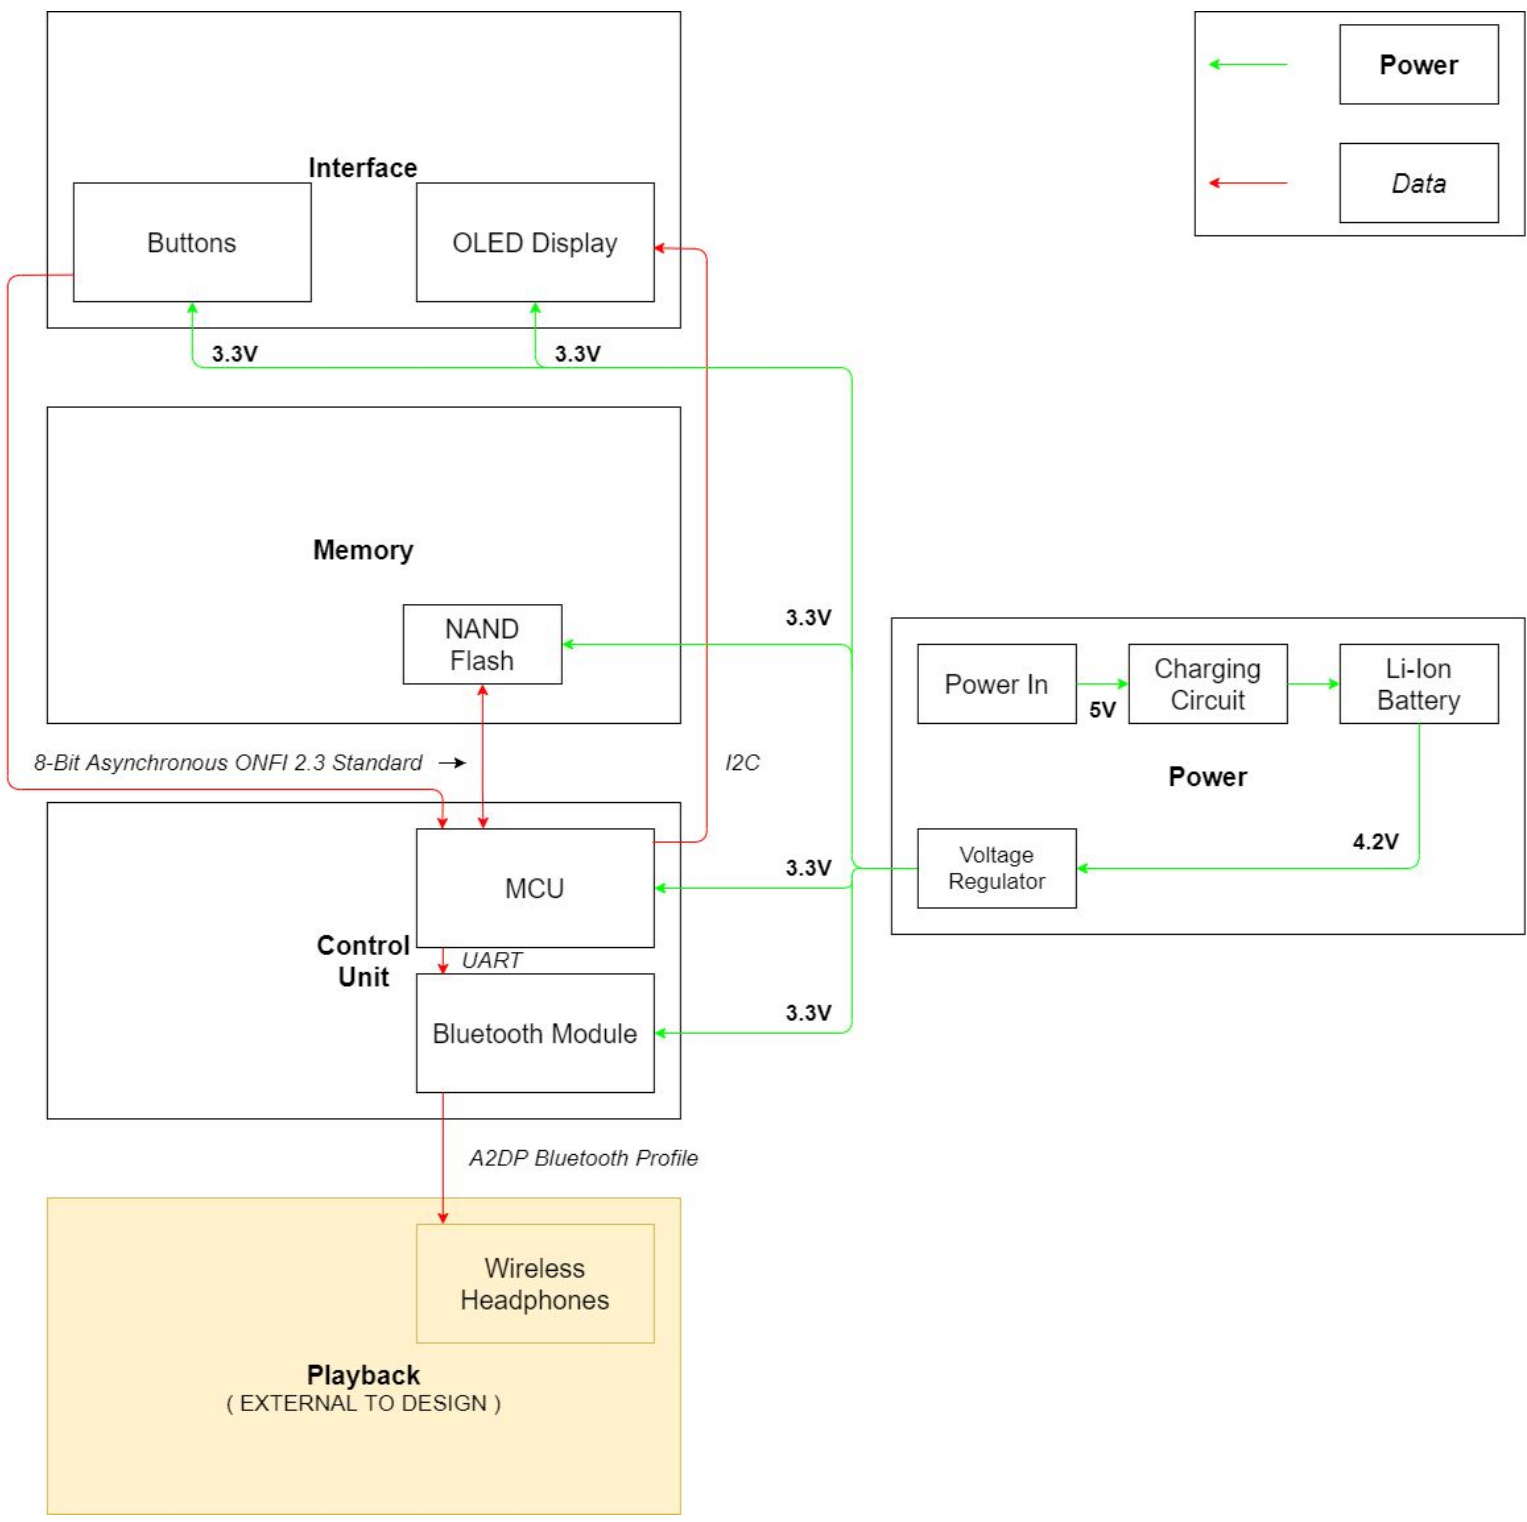 Power
Data
Interface
Buttons
OLED Display
3.3V
3.3V
Memory
NAND
Flash
3.3V
Power In
5V
Charging
Circuit
Li-Ion
Battery
Power
8-Bit Asynchronous ONFI 2.3 Standard
I2C
Voltage
Regulator
4.2V
MCU
3.3V
Control
Unit
UART
Bluetooth Module
3.3V
A2DP Bluetooth Profile
Wireless
Headphones
Playback
( EXTERNAL TO DESIGN )